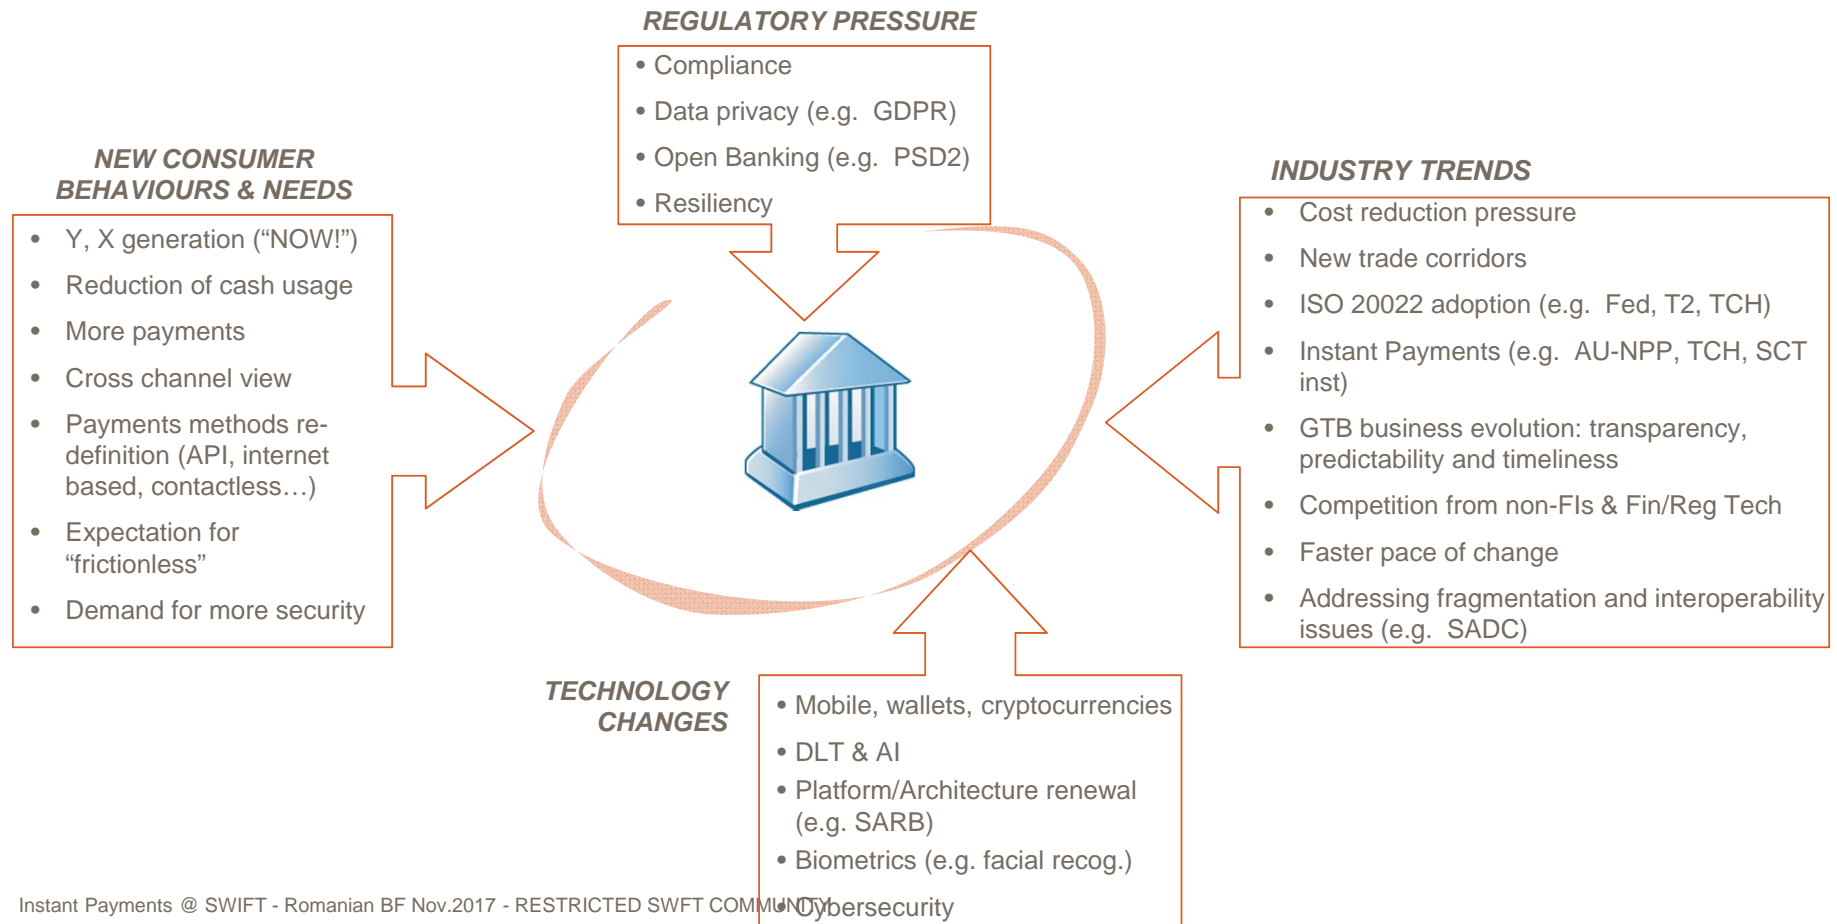 REGULATORY PRESSURE
• Compliance
• Data privacy (e.g. GDPR)
• Open Banking (e.g. PSD2)
• Resiliency
NEW CONSUMER
BEHAVIOURS & NEEDS
• Y, X generation (“NOW!”)
• Reduction of cash usage
• More payments
• Cross channel view
• Payments methods re-
definition (API, internet
based, contactless…)
• Expectation for
“frictionless”
• Demand for more security
INDUSTRY TRENDS
• Cost reduction pressure
• New trade corridors
• ISO 20022 adoption (e.g. Fed, T2, TCH)
• Instant Payments (e.g. AU-NPP, TCH, SCT
inst)
• GTB business evolution: transparency,
predictability and timeliness
• Competition from non-FIs & Fin/Reg Tech
• Faster pace of change
• Addressing fragmentation and interoperability
issues (e.g. SADC)
TECHNOLOGY
CHANGES
• Mobile, wallets, cryptocurrencies
• DLT & AI
• Platform/Architecture renewal
(e.g. SARB)
• Biometrics (e.g. facial recog.)
• Cybersecurity
Instant Payments @ SWIFT - Romanian BF Nov.2017 - RESTRICTED SWFT COMMUNITY